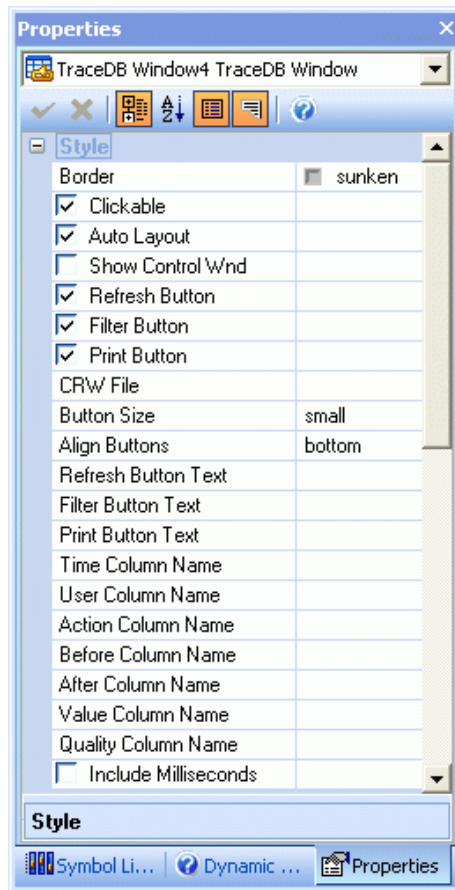 Properties
TraceDB Window4 TraceDB Window
Style
Border sunken
Clickable
Auto Layout
Show Control Wnd
Refresh Button
Filter Button
Print Button
CRW File
Button Size small
Align Buttons bottom
Refresh Button Text
Filter Button Text
Print Button Text
Time Column Name
User Column Name
Action Column Name
Before Column Name
After Column Name
Value Column Name
Quality Column Name
Include Milliseconds
Style
Symbol Li... Dynamic ... Properties